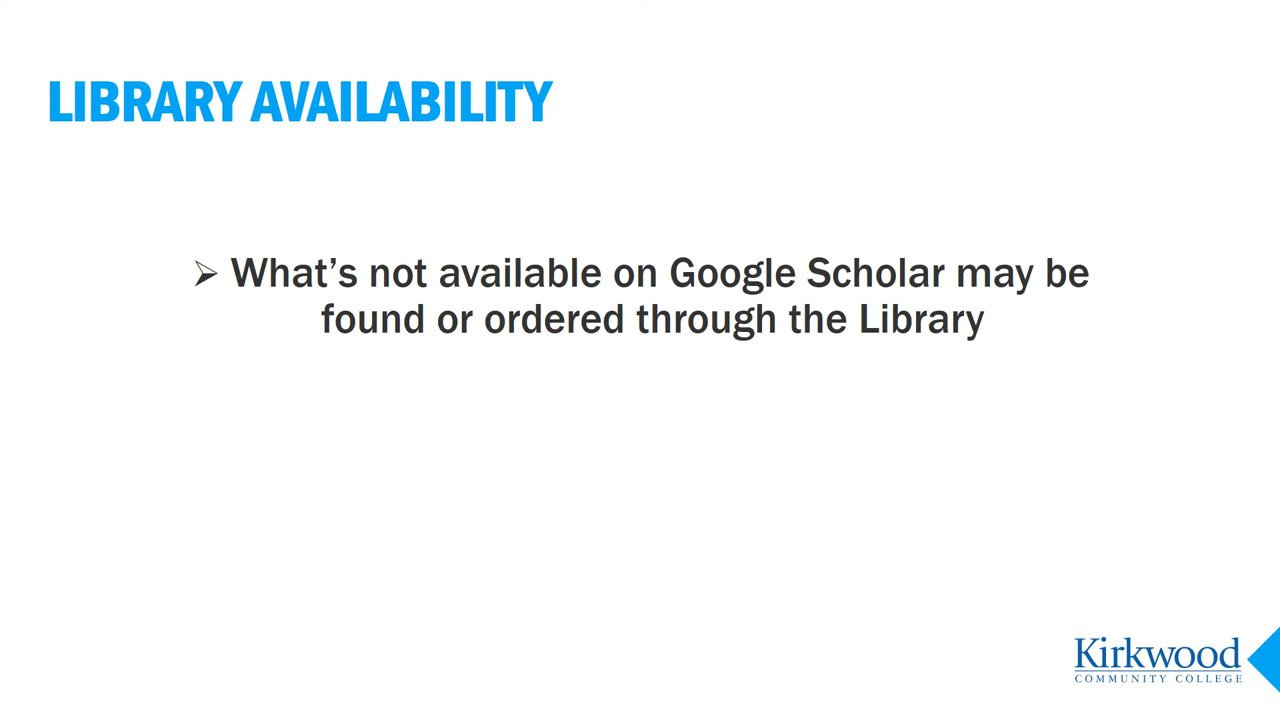 LIBRARY AVAILABILITY
➢ What’s not available on Google Scholar may be
found or ordered through the Library
Kirkwood
COMMUNITY COLLEGE